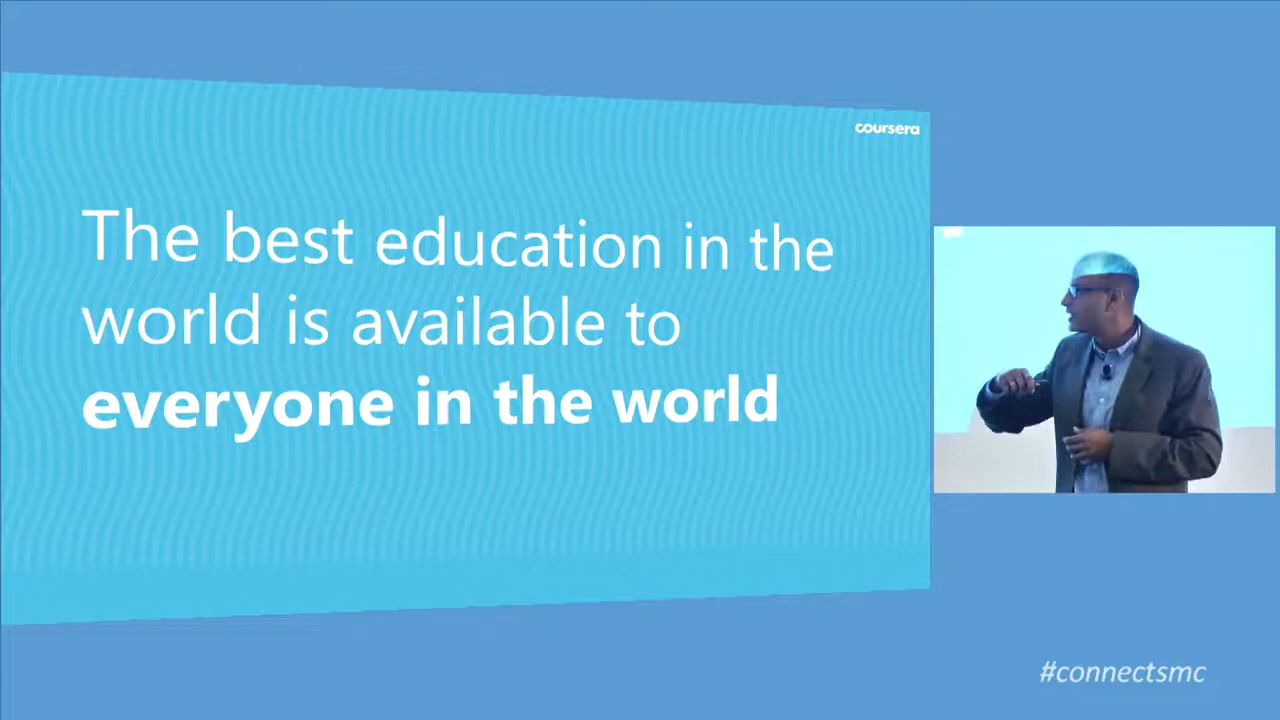 coursera
The best education in the
world is available to
everyone in the world
#connectsmc